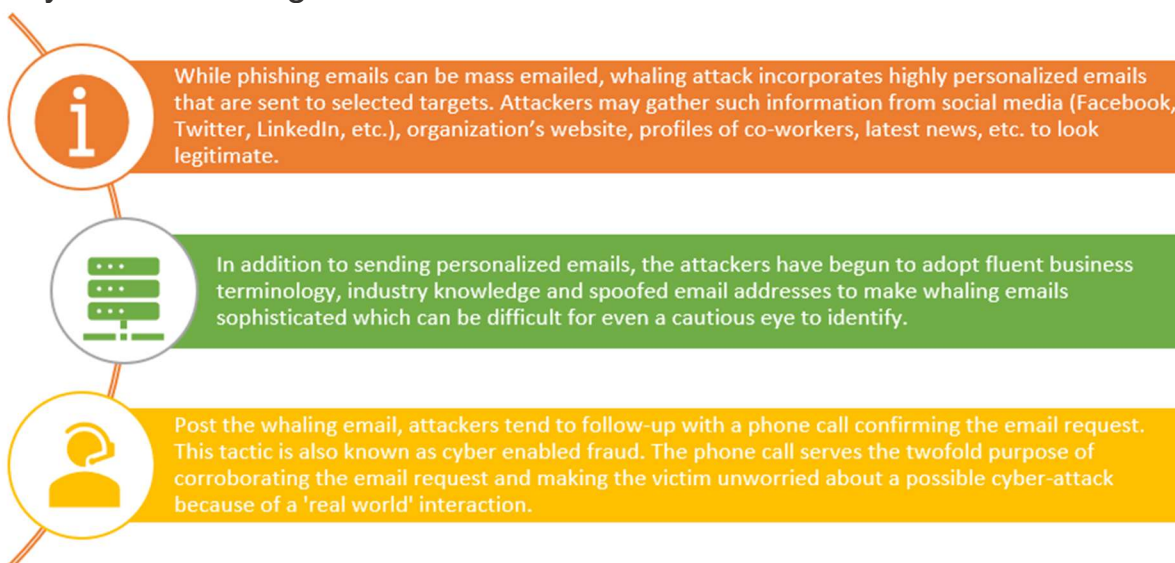 While phishing emails can be mass emailed, whaling attack incorporates highly personalized emails
that are sent to selected targets. Attackers may gather such information from social media (Facebook,
Twitter, LinkedIn, etc.), organization's website, profiles of co-workers, latest news, etc. to look
legitimate.
In addition to sending personalized emails, the attackers have begun to adopt fluent business
terminology, industry knowledge and spoofed email addresses to make whaling emails
sophisticated which can be difficult for even a cautious eye to identify.
Post the whaling email, attackers tend to follow-up with a phone call confirming the email request.
This tactic is also known as cyber enabled fraud. The phone call serves the twofold purpose of
corroborating the email request and making the victim unworried about a possible cyber-attack
because of a 'real world' interaction.